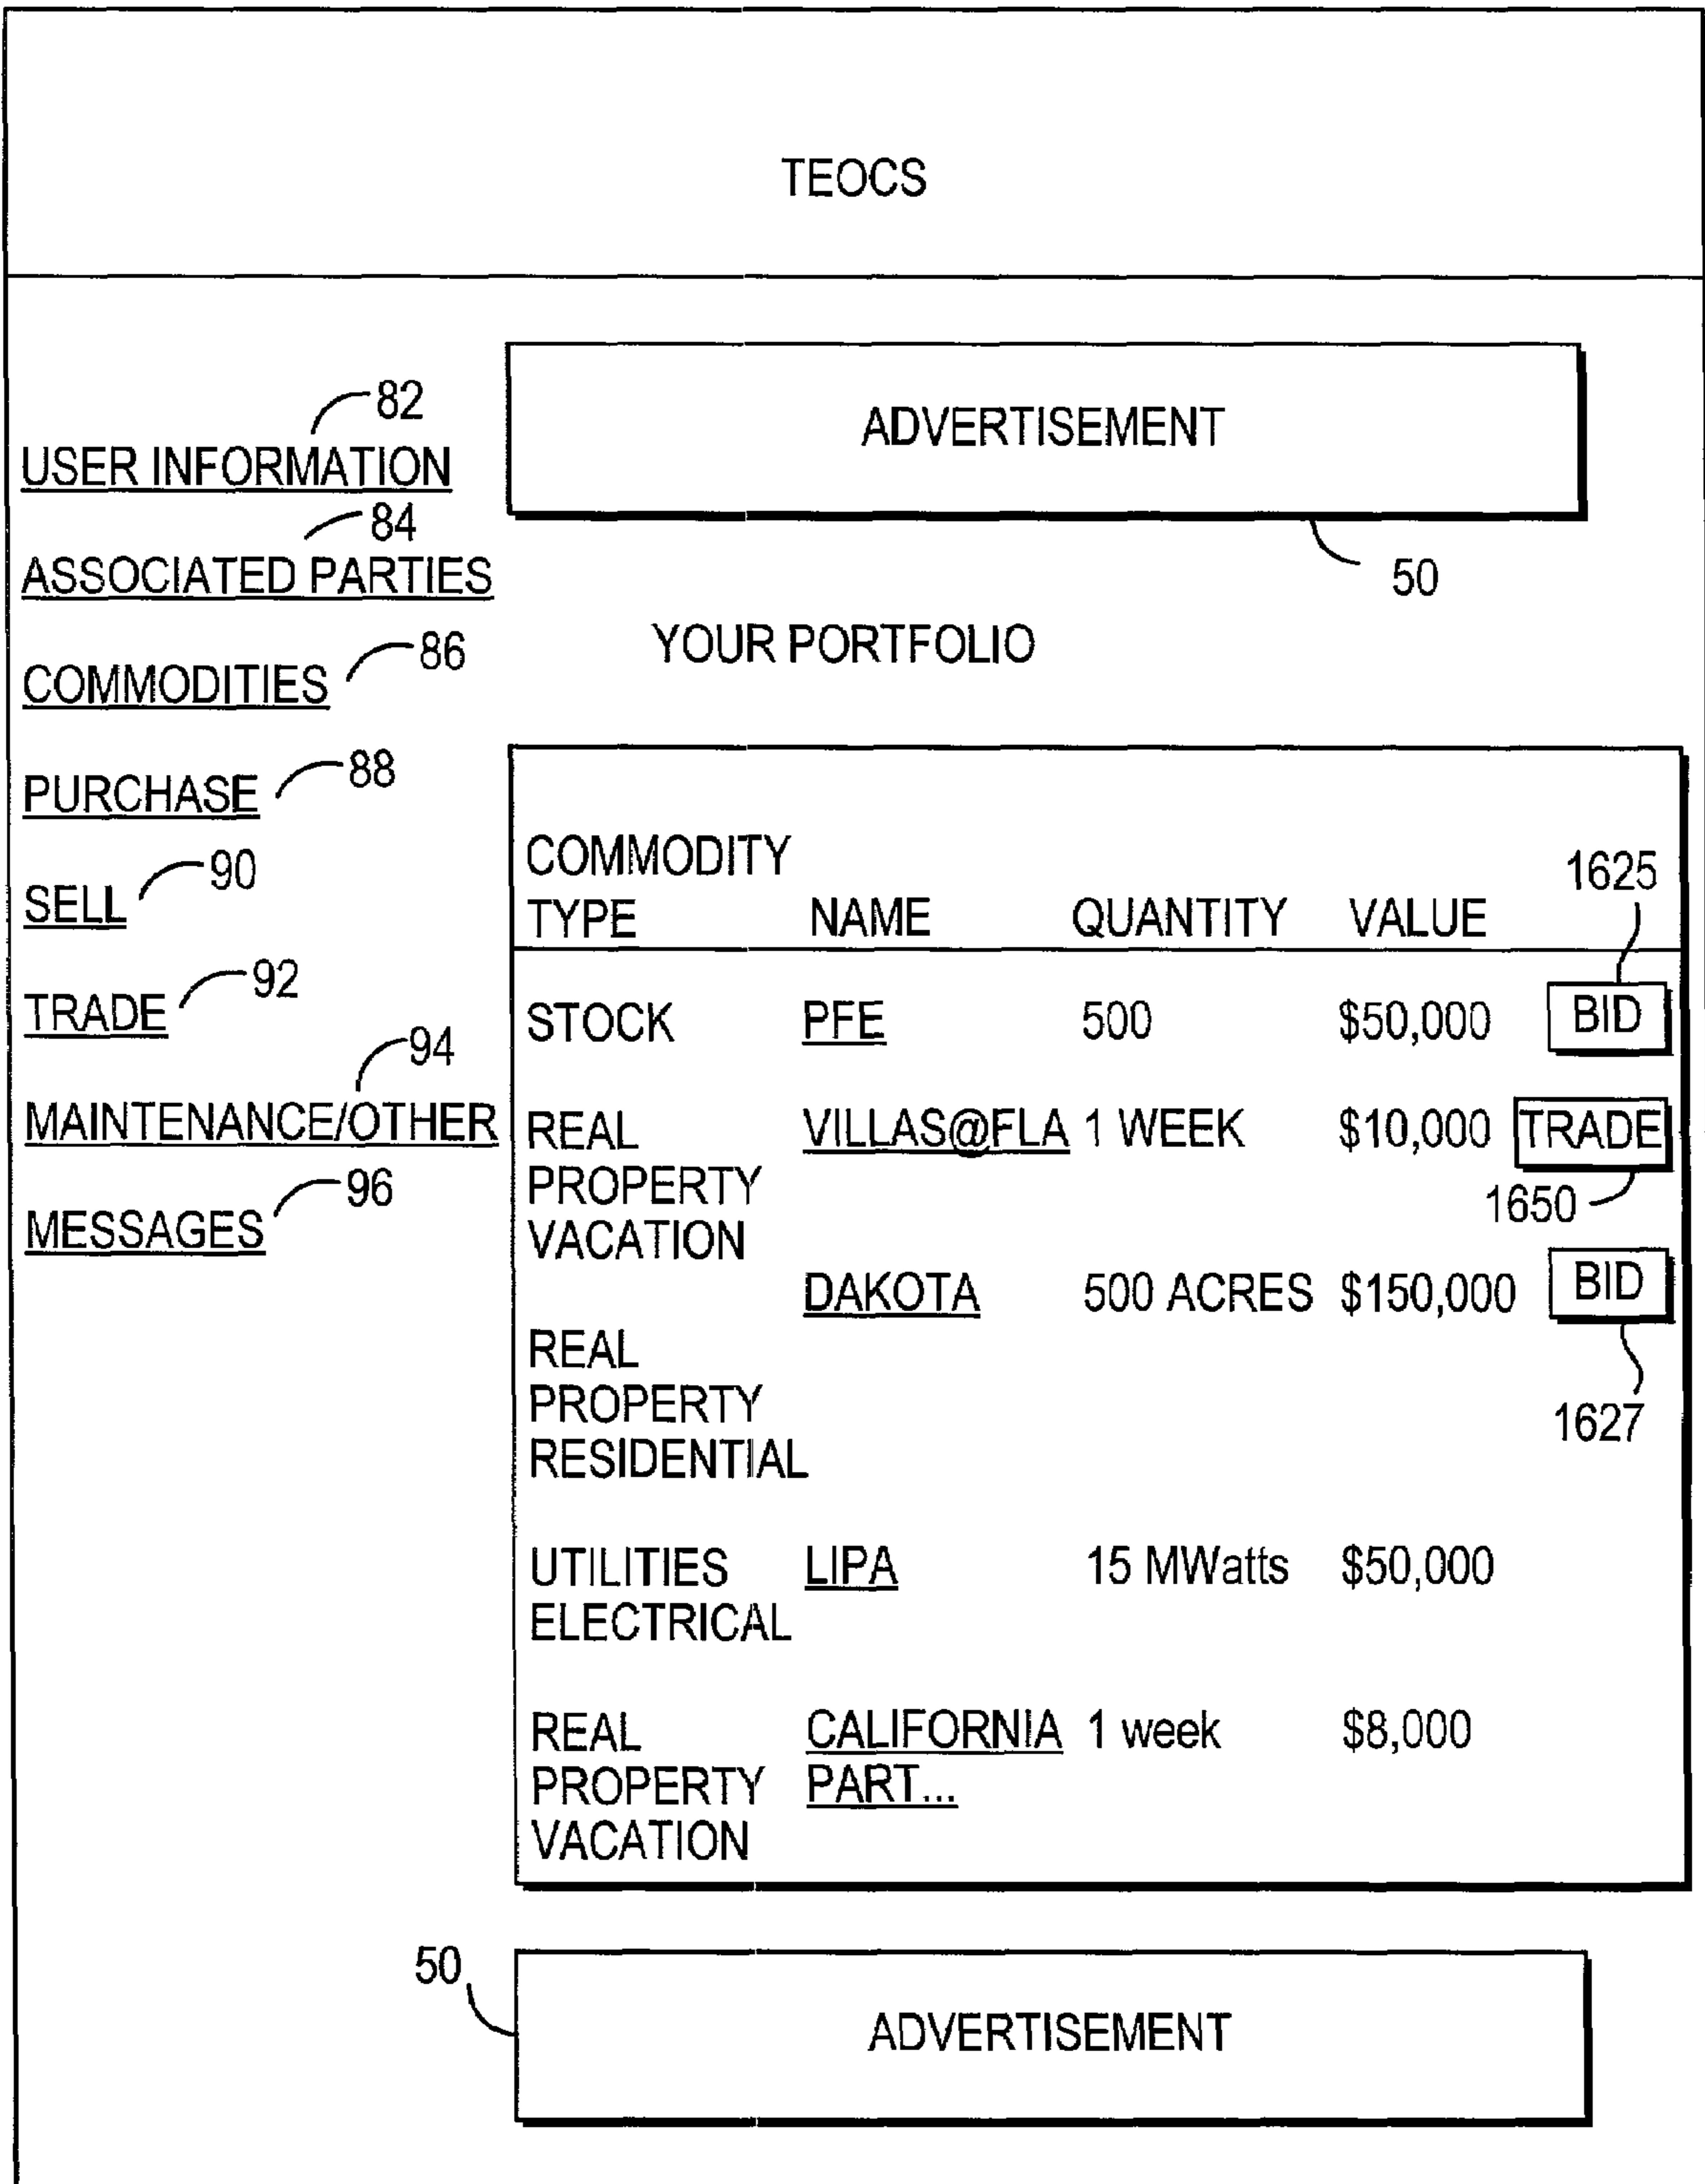 TEOCS
ADVERTISEMENT
50
82
USER INFORMATION
84
ASSOCIATED PARTIES
86
COMMODITIES
88
PURCHASE
90
SELL
92
TRADE
94
MAINTENANCE/OTHER
96
MESSAGES
YOUR PORTFOLIO
COMMODITY
TYPE NAME QUANTITY VALUE
1625
STOCK PFE 500 $50,000 BID
REAL VILLAS@FLA 1 WEEK $10,000 TRADE
PROPERTY
1650
VACATION
DAKOTA 500 ACRES $150,000 BID
REAL
PROPERTY
1627
RESIDENTIAL
UTILITIES LIPA 15 MWatts $50,000
ELECTRICAL
REAL CALIFORNIA 1 week $8,000
PROPERTY PART...
VACATION
50
ADVERTISEMENT